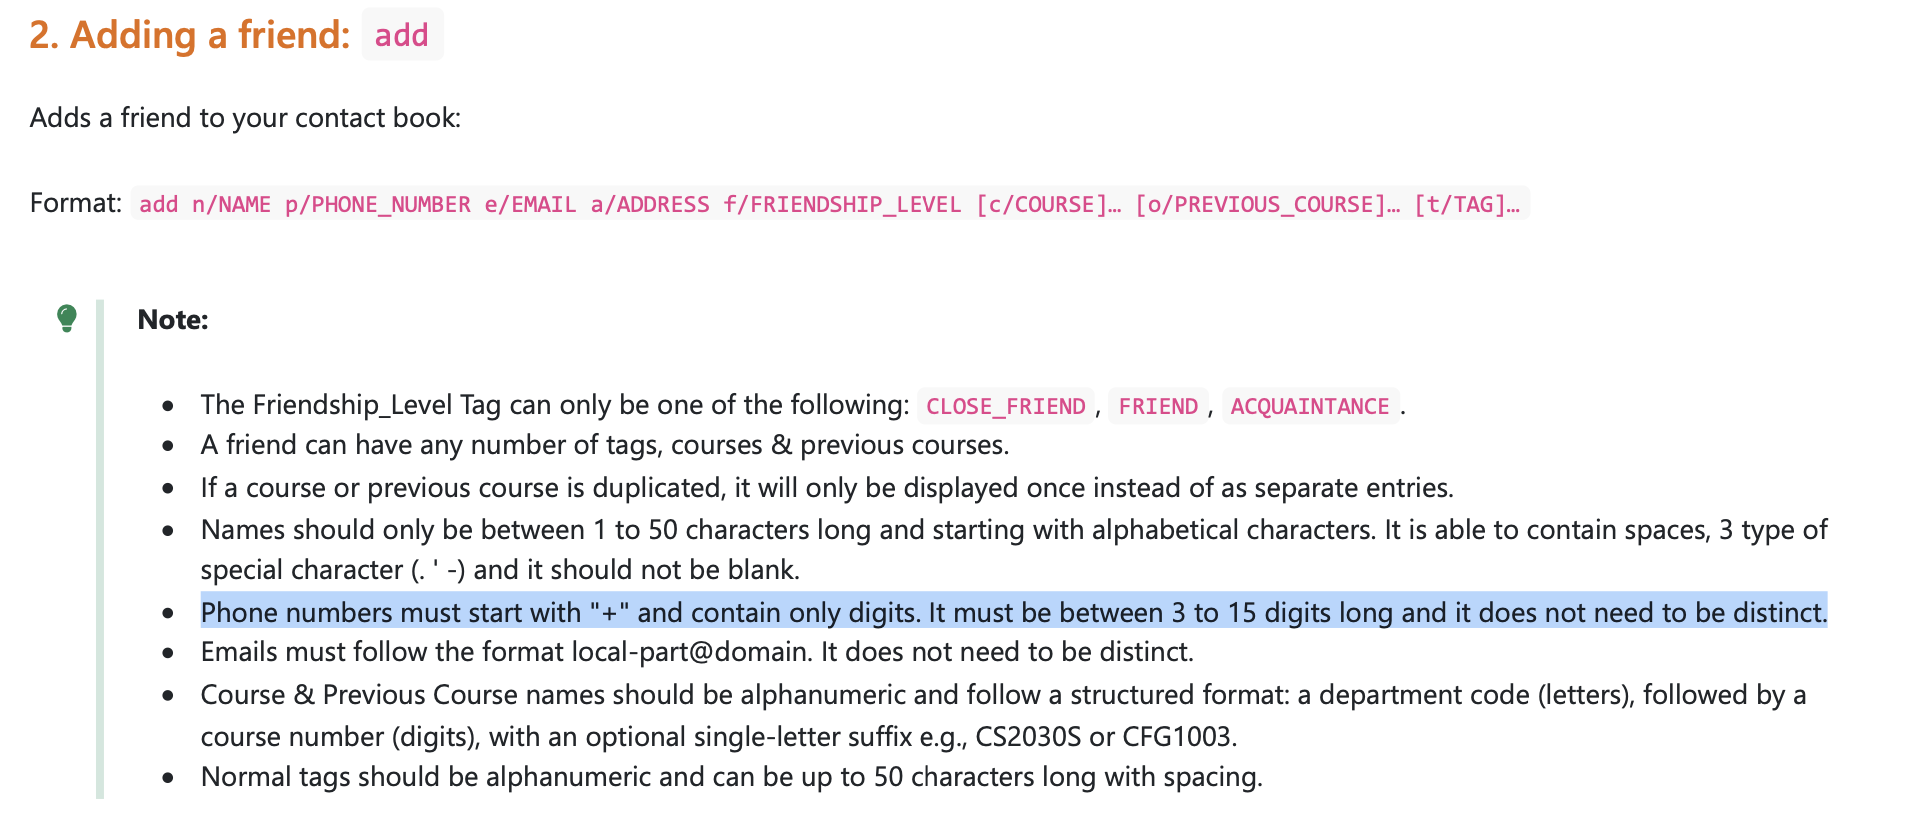 2. Adding a friend: add
Adds a friend to your contact book:
Format: add n/NAME p/PHONE_NUMBER e/EMAIL a/ADDRESS f/FRIENDSHIP_LEVEL [c/COURSE]… [o/PREVIOUS_COURSE]… [t/TAG]…
Note:
• The Friendship_Level Tag can only be one of the following: CLOSE_FRIEND , FRIEND , ACQUAINTANCE .
• A friend can have any number of tags, courses & previous courses.
• If a course or previous course is duplicated, it will only be displayed once instead of as separate entries.
• Names should only be between 1 to 50 characters long and starting with alphabetical characters. It is able to contain spaces, 3 type of
special character (. ' -) and it should not be blank.
• Phone numbers must start with "+" and contain only digits. It must be between 3 to 15 digits long and it does not need to be distinct.
• Emails must follow the format local-part@domain. It does not need to be distinct.
• Course & Previous Course names should be alphanumeric and follow a structured format: a department code (letters), followed by a
course number (digits), with an optional single-letter suffix e.g., CS2030S or CFG1003.
• Normal tags should be alphanumeric and can be up to 50 characters long with spacing.